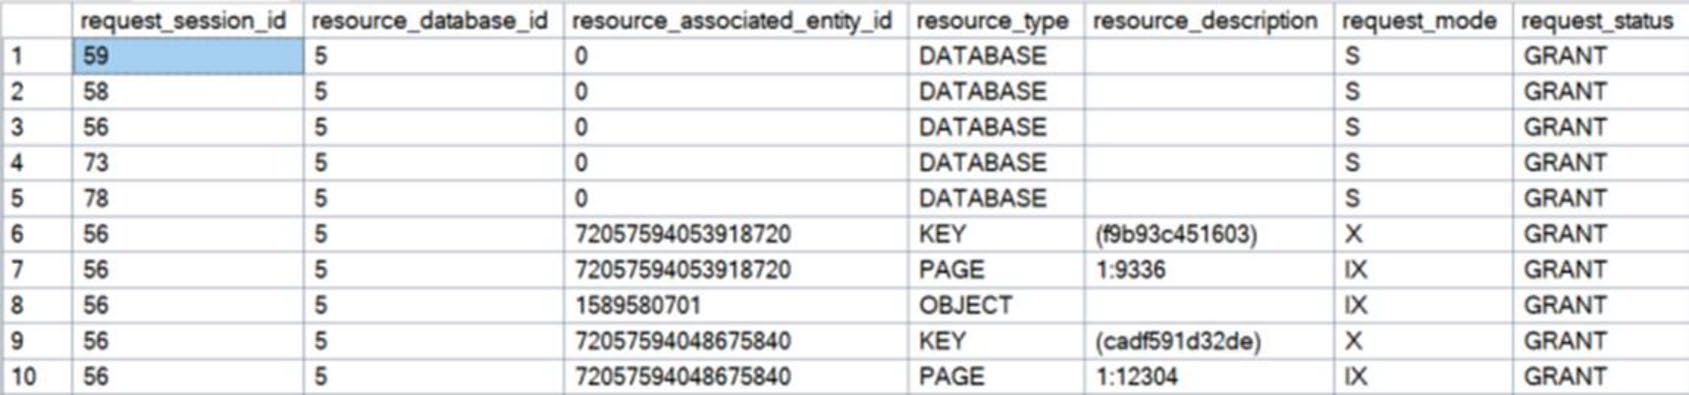 request_session_id resource_database_id resource_associated_entity_id resource_type resource_description request_mode request_status
1 59 5 0 DATABASE S GRANT
2 58 5 0 DATABASE S GRANT
3 56 5 0 DATABASE S GRANT
4 73 5 0 DATABASE S GRANT
5 78 5 0 DATABASE S GRANT
6 56 5 72057594053918720 KEY (f9b93c451603) X GRANT
7 56 5 72057594053918720 PAGE 1:9336 IX GRANT
8 56 5 1589580701 OBJECT IX GRANT
9 56 5 72057594048675840 KEY (cadf591d32de) X GRANT
10 56 5 72057594048675840 PAGE 1:12304 IX GRANT